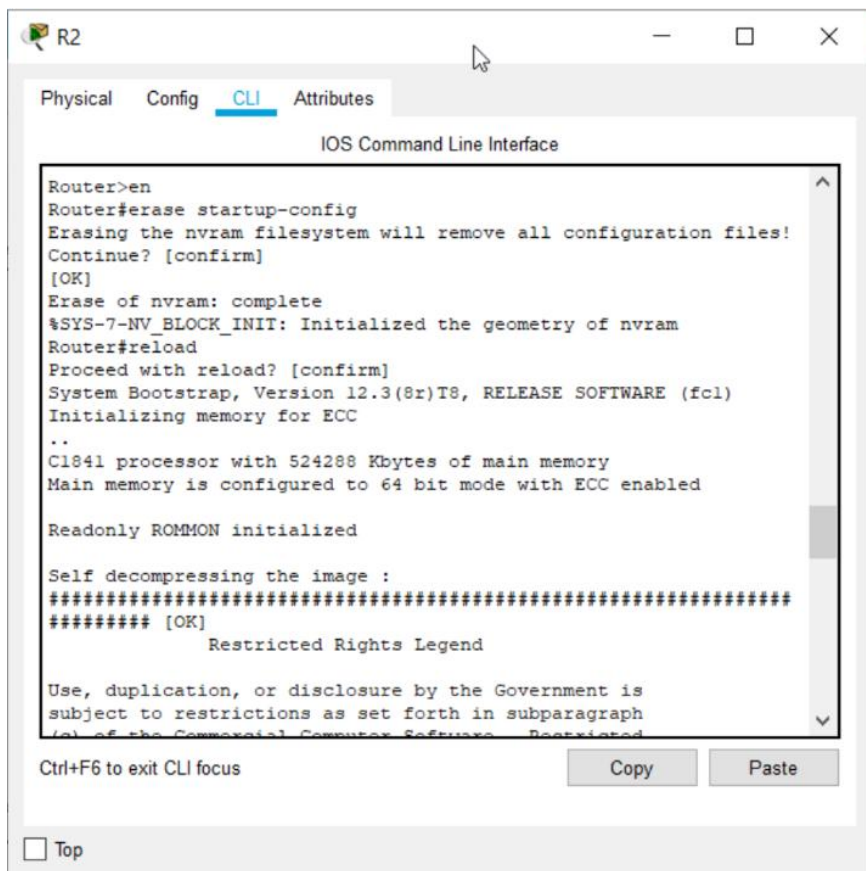 R2
Physical Config CLI Attributes
IOS Command Line Interface
Router>en
Router#erase startup-config
Erasing the nvram filesystem will remove all configuration files!
Continue? [confirm]
[OK]
Erase of nvram: complete
%SYS-7-NV_BLOCK_INIT: Initialized the geometry of nvram
Router#reload
Proceed with reload? [confirm]
System Bootstrap, Version 12.3(8r)T8, RELEASE SOFTWARE (fc1)
Initializing memory for ECC
..
C1841 processor with 524288 Kbytes of main memory
Main memory is configured to 64 bit mode with ECC enabled
Readonly ROMMON initialized
Self decompressing the image :
##########################################################################
######### [OK]
Restricted Rights Legend
Use, duplication, or disclosure by the Government is
subject to restrictions as set forth in subparagraph
(c) of the Commercial Computer Software - Restricted
Ctrl+F6 to exit CLI focus
Copy
Paste
Top